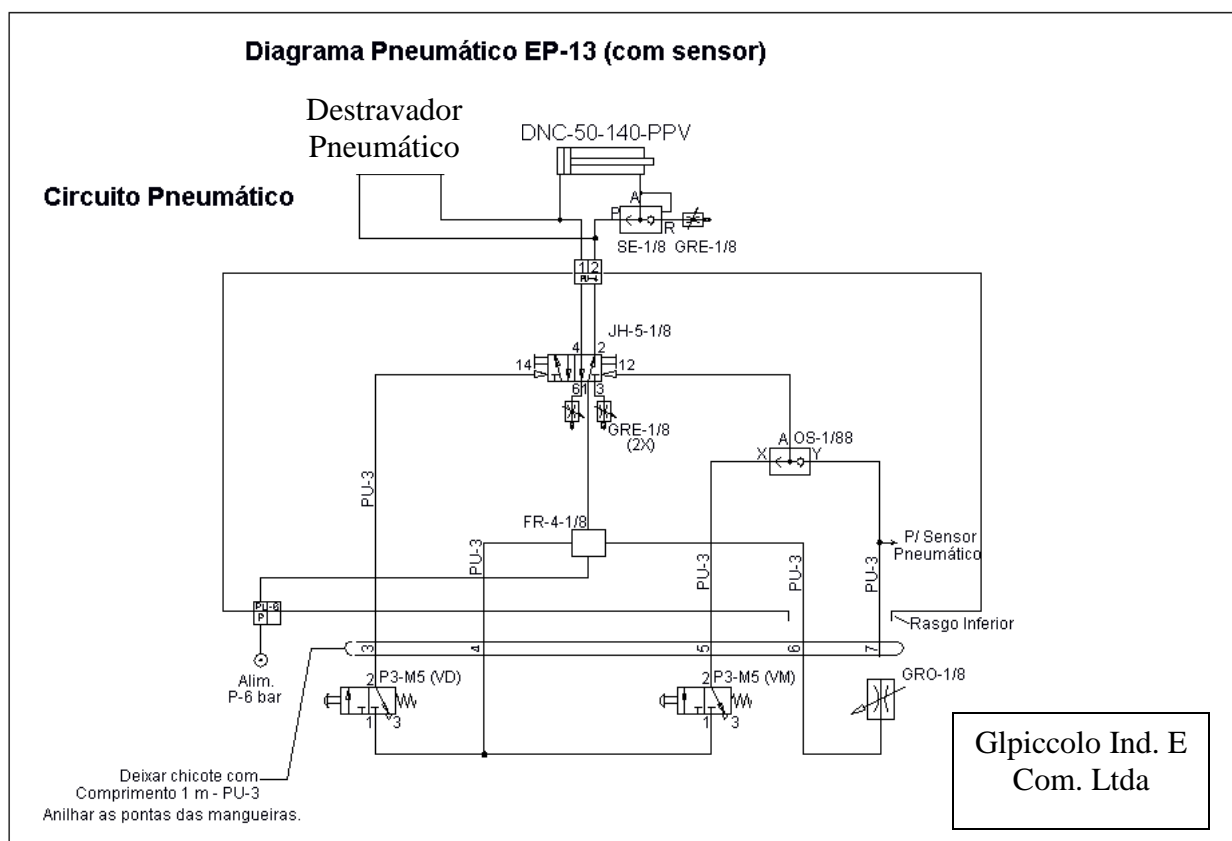 Diagrama Pneumático EP-13 (com sensor)
Destravador
Pneumático
DNC-50-140-PPV
Circuito Pneumático
A
P
R
SE-1/8 GRE-1/8
1 2
JH-5-1/8
4 2
14
12
6 1 3
GRE-1/8
(2X)
A OS-1/88
X Y
PU-3
FR-4-1/8
PU-3
PU-3
PU-3
PU-3
P/ Sensor
Pneumático
PU-6
P
Rasgo Inferior
3 4 5 6 7
Alim.
P-6 bar
2 P3-M5 (VD)
1 3
2 P3-M5 (VM)
1 3
GRO-1/8
Deixar chicote com
Comprimento 1 m - PU-3
Anilhar as pontas das mangueiras.
Glpiccolo Ind. E
Com. Ltda